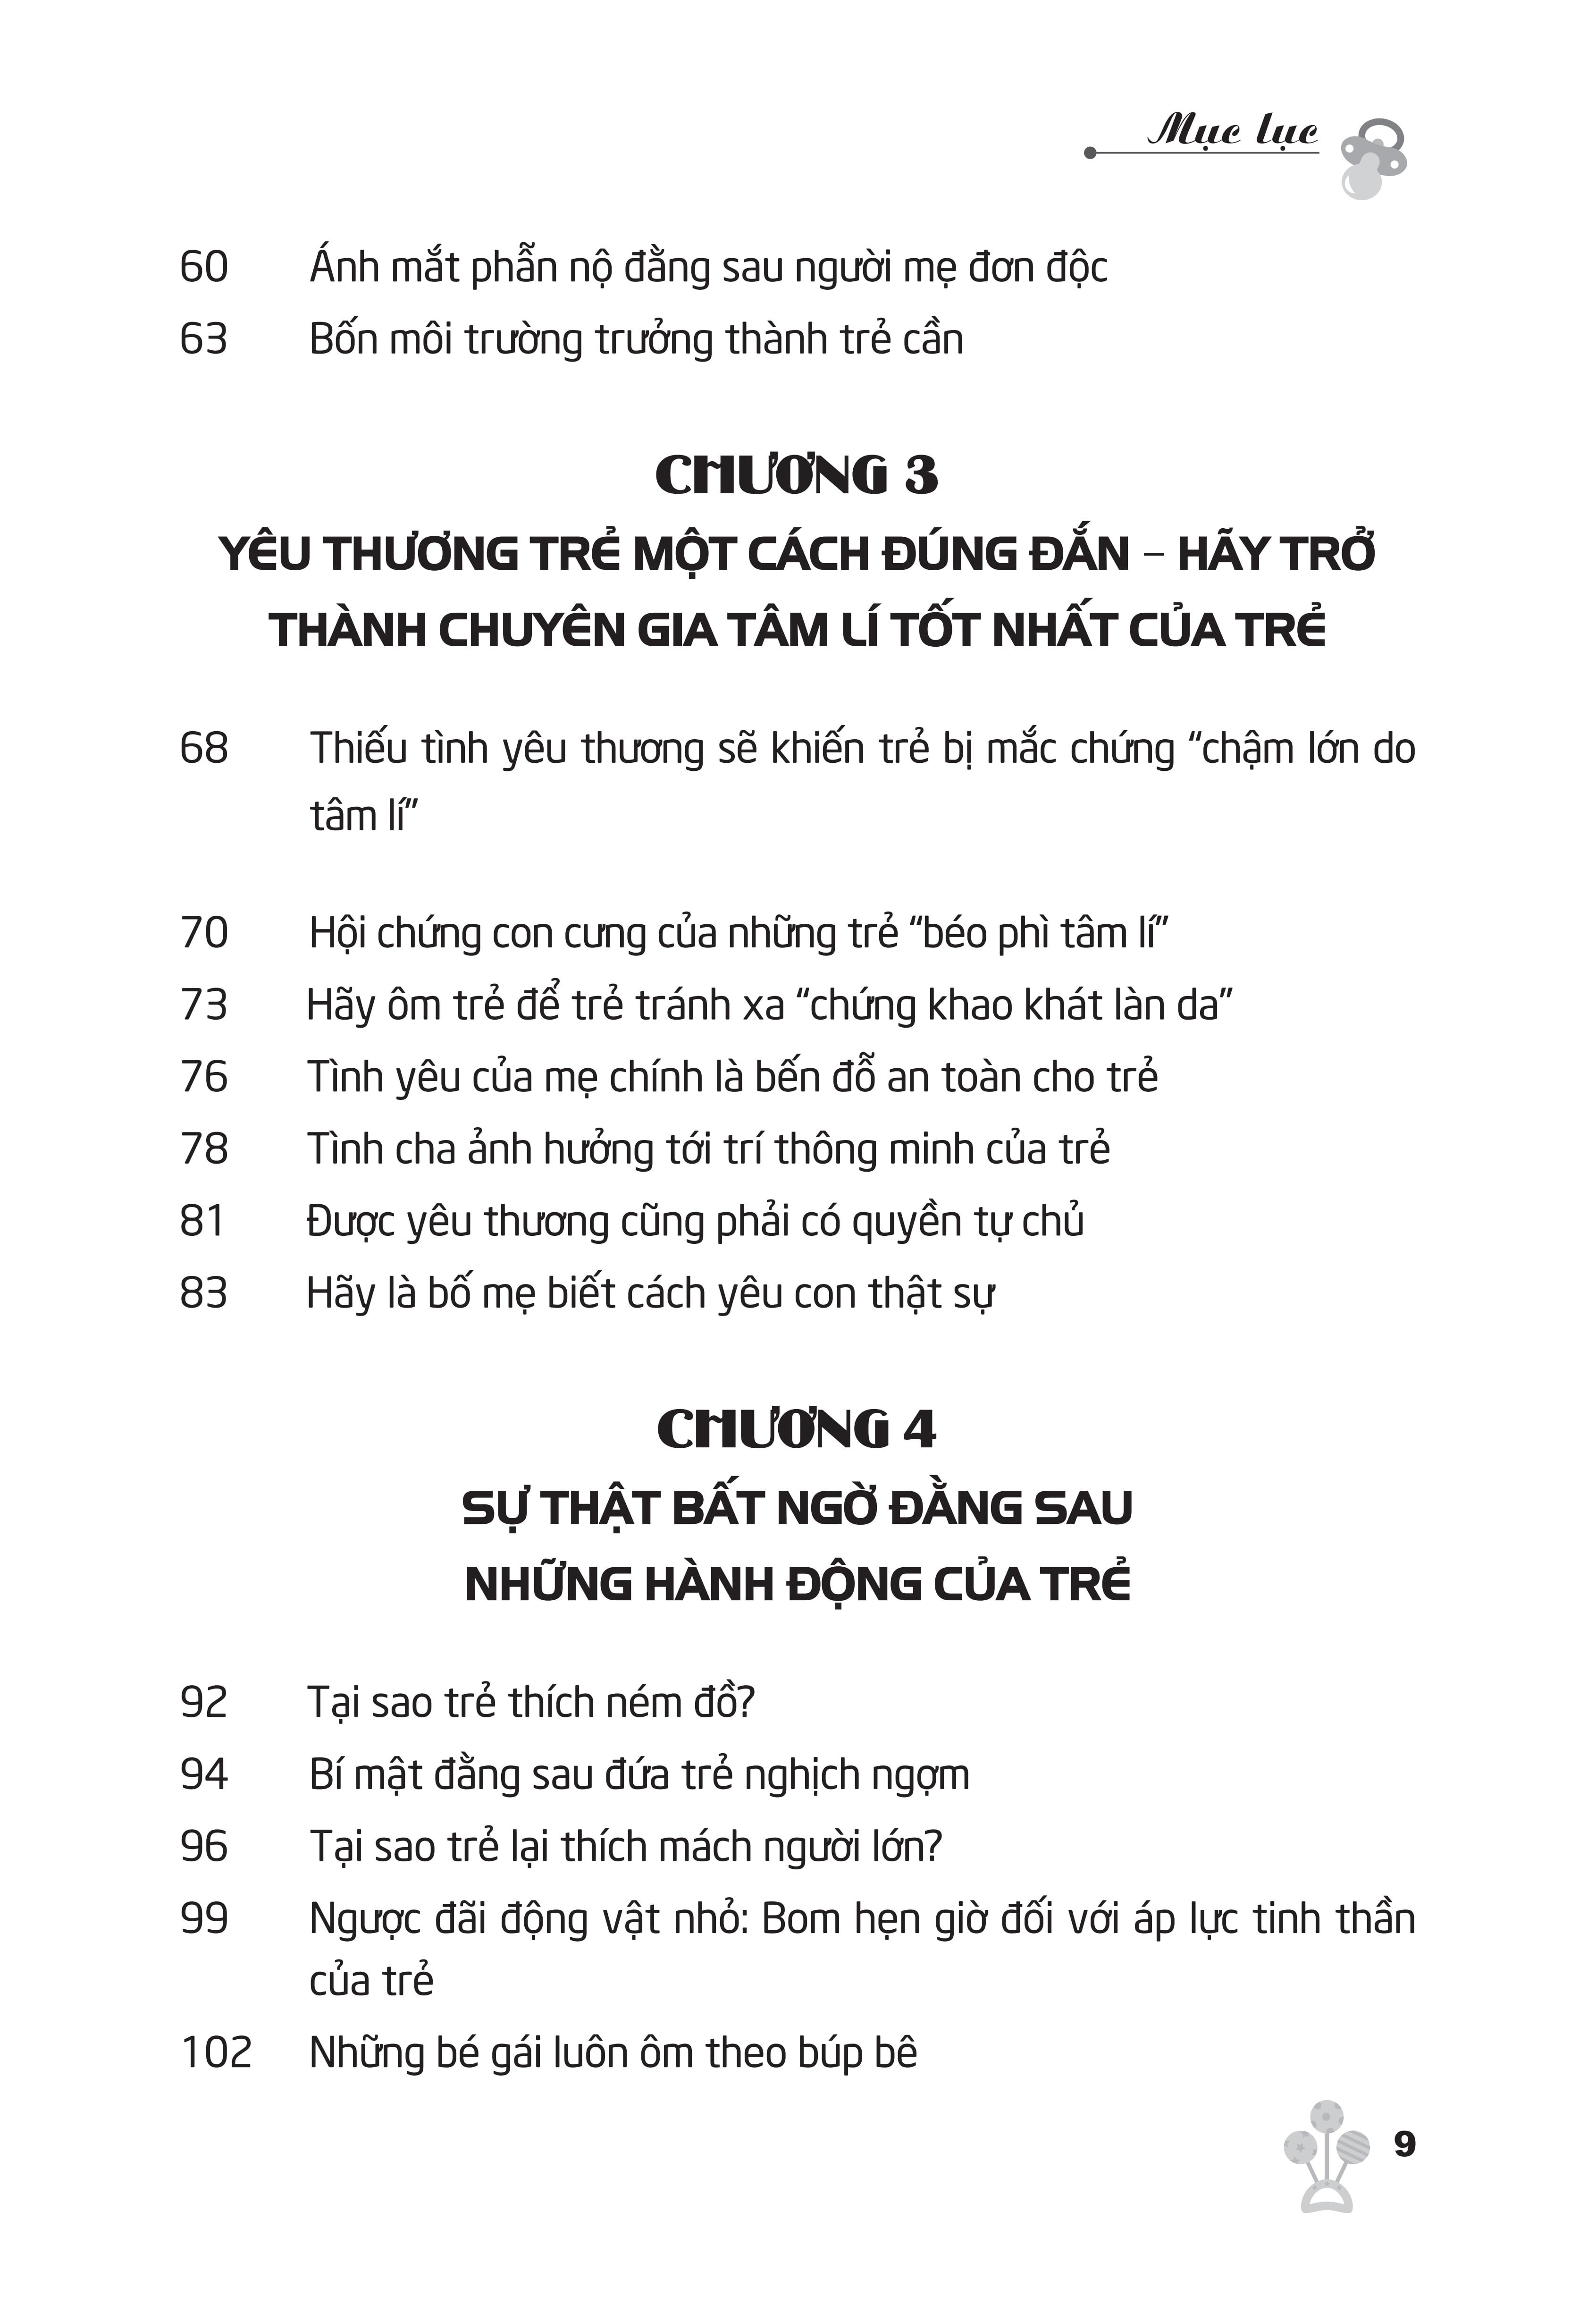 Mục lục
60 Ánh mắt phẫn nộ đằng sau người mẹ đơn độc
63 Bốn môi trường trưởng thành trẻ cần
CHƯƠNG 3
YÊU THƯƠNG TRẺ MỘT CÁCH ĐÚNG ĐẮN – HÃY TRỞ
THÀNH CHUYÊN GIA TÂM LÍ TỐT NHẤT CỦA TRẺ
68 Thiếu tình yêu thương sẽ khiến trẻ bị mắc chứng “chậm lớn do
tâm lí”
70 Hội chứng con cưng của những trẻ “béo phì tâm lí”
73 Hãy ôm trẻ để trẻ tránh xa “chứng khao khát làn da”
76 Tình yêu của mẹ chính là bến đỗ an toàn cho trẻ
78 Tình cha ảnh hưởng tới trí thông minh của trẻ
81 Được yêu thương cũng phải có quyền tự chủ
83 Hãy là bố mẹ biết cách yêu con thật sự
CHƯƠNG 4
SỰ THẬT BẤT NGỜ ĐẰNG SAU
NHỮNG HÀNH ĐỘNG CỦA TRẺ
92 Tại sao trẻ thích ném đồ?
94 Bí mật đằng sau đứa trẻ nghịch ngợm
96 Tại sao trẻ lại thích mách người lớn?
99 Ngược đãi động vật nhỏ: Bom hẹn giờ đối với áp lực tinh thần
của trẻ
102 Những bé gái luôn ôm theo búp bê
9